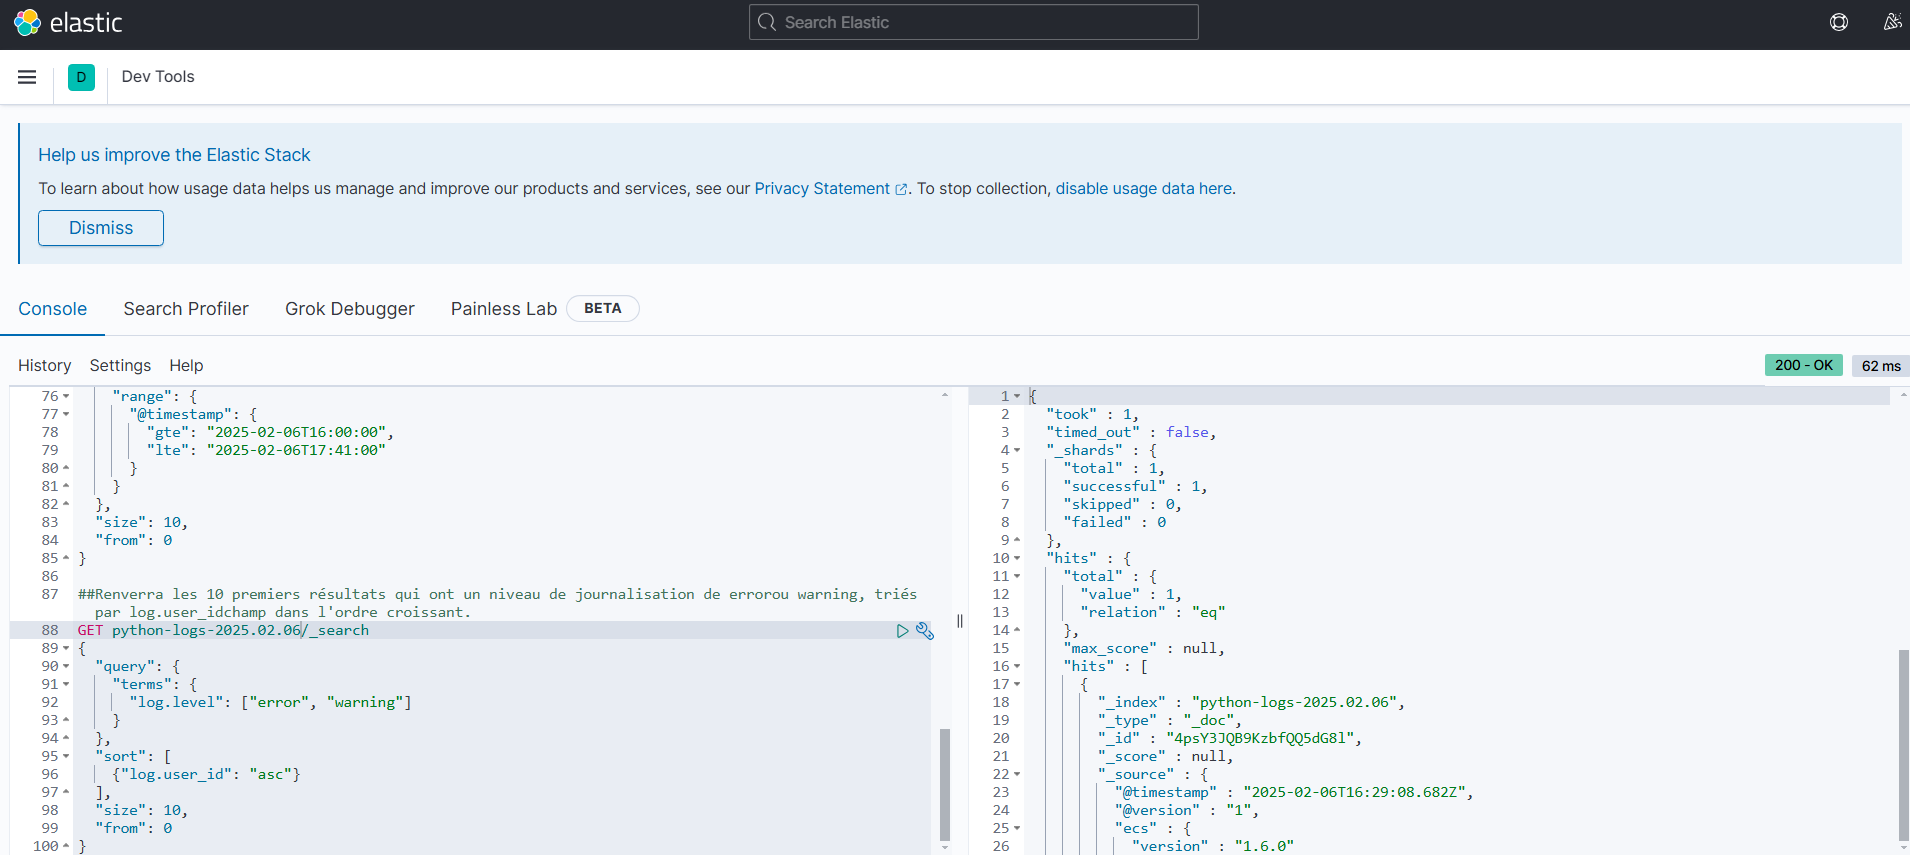 elastic
Search Elastic
D
Dev Tools
Help us improve the Elastic Stack
To learn about how usage data helps us manage and improve our products and services, see our Privacy Statement. To stop collection, disable usage data here.
Dismiss
Console
Search Profiler
Grok Debugger
Painless Lab
BETA
History
Settings
Help
200 - OK
62 ms
76 "range": {
77 "@timestamp": {
78 "gte": "2025-02-06T16:00:00",
79 "lte": "2025-02-06T17:41:00"
80 }
81 }
82 },
83 "size": 10,
84 "from": 0
85 }
86
87 ##Renverra les 10 premiers résultats qui ont un niveau de journalisation de errorou warning, triés
par log.user_idchamp dans l'ordre croissant.
88 GET python-logs-2025.02.06/_search
89 {
90 "query": {
91 "terms": {
92 "log.level": ["error", "warning"]
93 }
94 },
95 "sort": [
96 {"log.user_id": "asc"}
97 ],
98 "size": 10,
99 "from": 0
100 }
1 {
2 "took" : 1,
3 "timed_out" : false,
4 "_shards" : {
5 "total" : 1,
6 "successful" : 1,
7 "skipped" : 0,
8 "failed" : 0
9 },
10 "hits" : {
11 "total" : {
12 "value" : 1,
13 "relation" : "eq"
14 },
15 "max_score" : null,
16 "hits" : [
17 {
18 "_index" : "python-logs-2025.02.06",
19 "_type" : "_doc",
20 "_id" : "4psY3JQB9KzbfQQ5dG8l",
21 "_score" : null,
22 "_source" : {
23 "@timestamp" : "2025-02-06T16:29:08.682Z",
24 "@version" : "1",
25 "ecs" : {
26 "version" : "1.6.0"